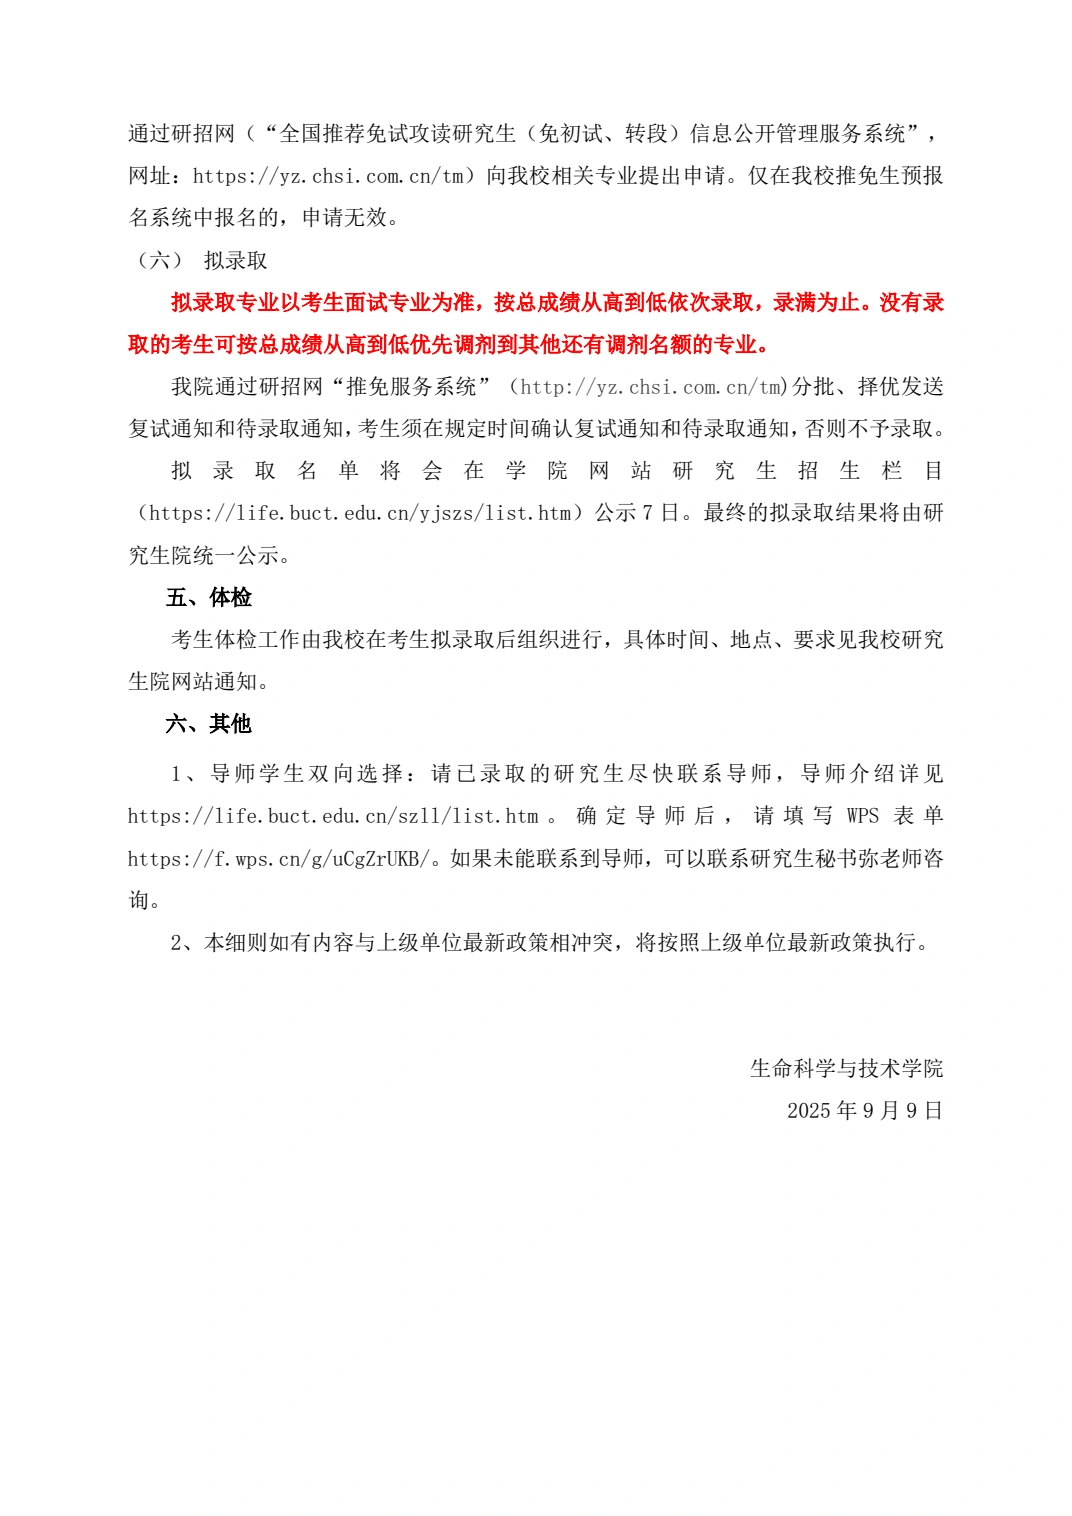 通过研招网（“全国推荐免试攻读研究生（免初试、转段）信息公开管理服务系统”，
网址：https://yz.chsi.com.cn/tm）向我校相关专业提出申请。仅在我校推免生预报
名系统中报名的，申请无效。
（六） 拟录取
拟录取专业以考生面试专业为准，按总成绩从高到低依次录取，录满为止。没有录
取的考生可按总成绩从高到低优先调剂到其他还有调剂名额的专业。
我院通过研招网“推免服务系统”（http://yz.chsi.com.cn/tm)分批、择优发送
复试通知和待录取通知，考生须在规定时间确认复试通知和待录取通知，否则不予录取。
拟录取名单将会在学院网站研究生招生栏目
（https://life.buct.edu.cn/yjszs/list.htm）公示 7 日。最终的拟录取结果将由研
究生院统一公示。
五、体检
考生体检工作由我校在考生拟录取后组织进行，具体时间、地点、要求见我校研究
生院网站通知。
六、其他
1、导师学生双向选择：请已录取的研究生尽快联系导师，导师介绍详见
https://life.buct.edu.cn/szll/list.htm。确定导师后，请填写 WPS 表单
https://f.wps.cn/g/uCgZrUKB/。如果未能联系到导师，可以联系研究生秘书弥老师咨
询。
2、本细则如有内容与上级单位最新政策相冲突，将按照上级单位最新政策执行。
生命科学与技术学院
2025 年 9 月 9 日